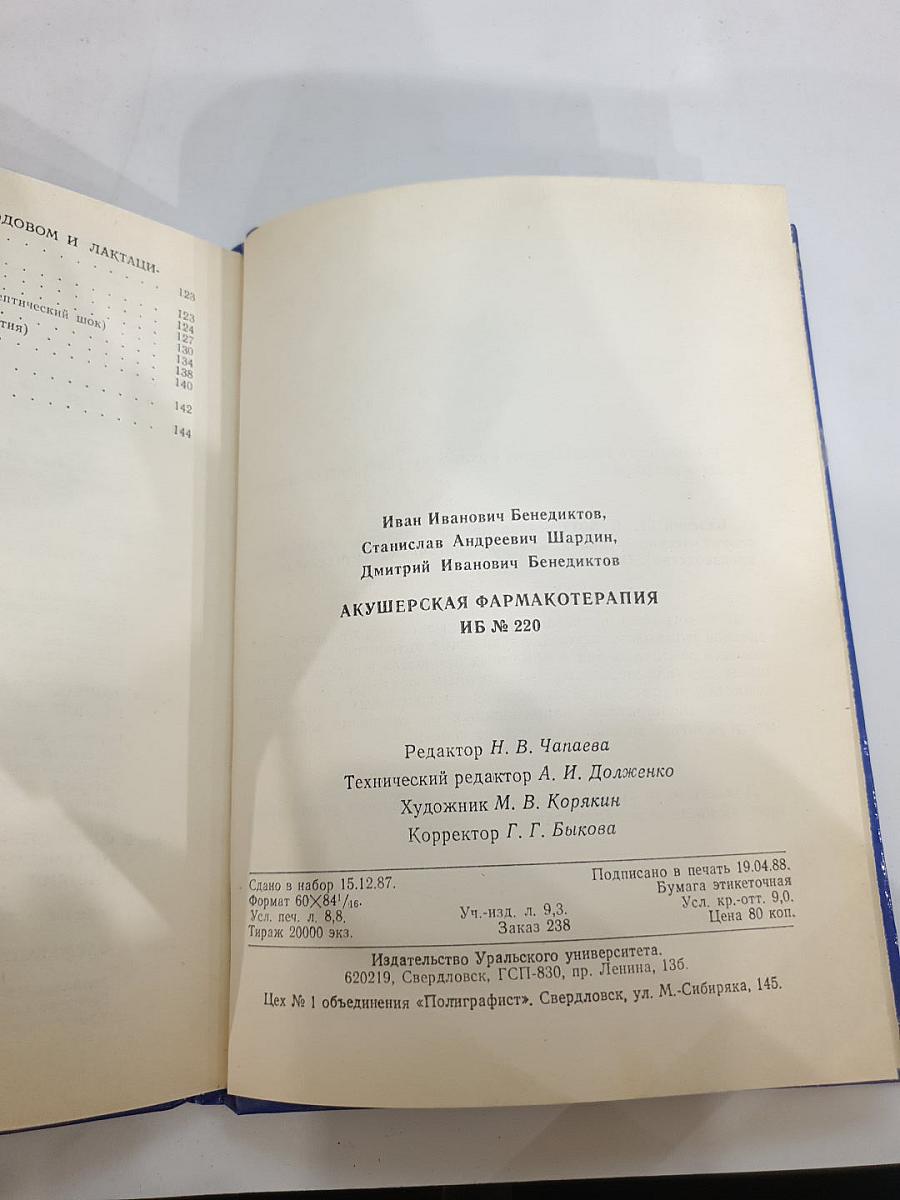 ОДОВОМ И ЛАКТАЦИ-
123
123
шок) 124
127
130
134
138
140
142
144
Иван Иванович Бенедиктов,
Станислав Андреевич Шардин,
Дмитрий Иванович Бенедиктов
АКУШЕРСКАЯ ФАРМАКОТЕРАПИЯ
ИБ № 220
Редактор Н. В. Чапаева
Технический редактор А. И. Долженко
Художник М. В. Корякин
Корректор Г. Г. Быкова
Сдано в набор 15.12.87. Подписано в печать 19.04.88.
Формат 60×84¹/₁₆. Бумага этикеточная
Усл. печ. л. 8,8. Уч.-изд. л. 9,3. Усл. кр.-отт. 9,0.
Тираж 20000 экз. Заказ 238 Цена 80 коп.
Издательство Уральского университета.
620219, Свердловск, ГСП-830, пр. Ленина, 13б.
Цех № 1 объединения «Полиграфист». Свердловск, ул. М.-Сибиряка, 145.